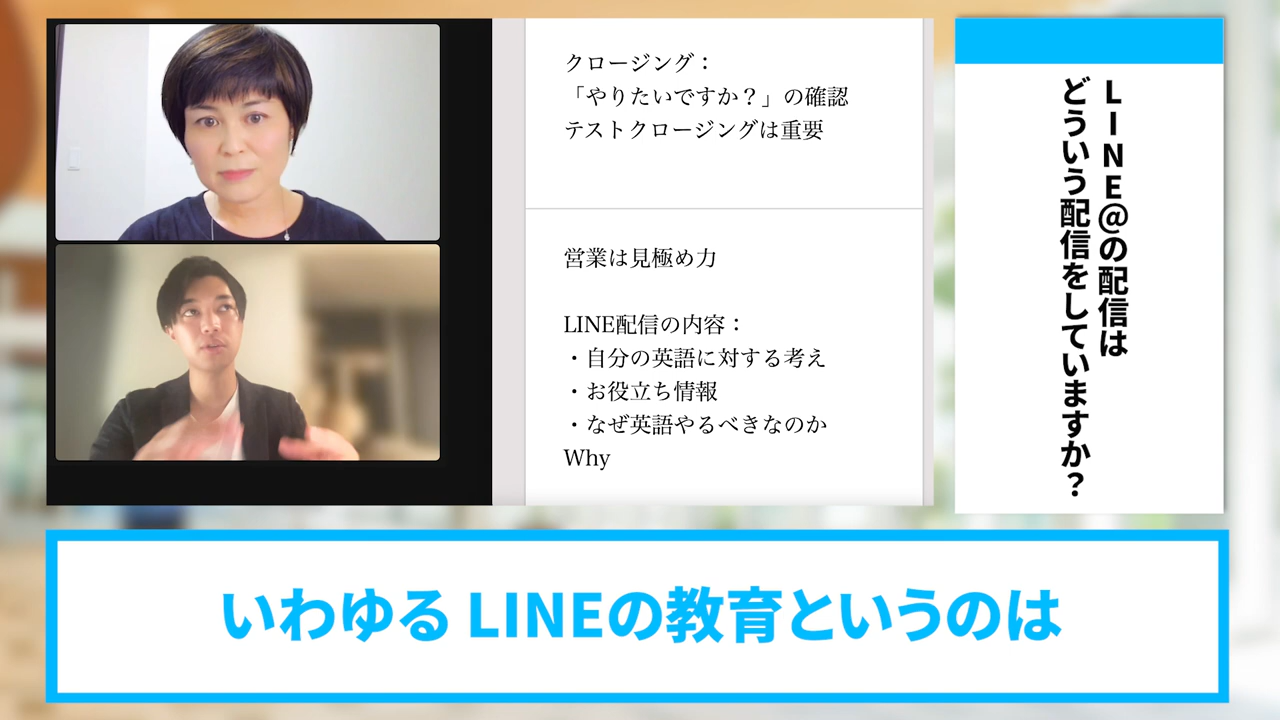 クロージング：
「やりたいですか？」の確認
テストクロージングは重要
営業は見極め力
LINE配信の内容：
・自分の英語に対する考え
・お役立ち情報
・なぜ英語やるべきなのか
Why
LINE@の配信は
どういう配信をしていますか？
いわゆる LINEの教育というのは